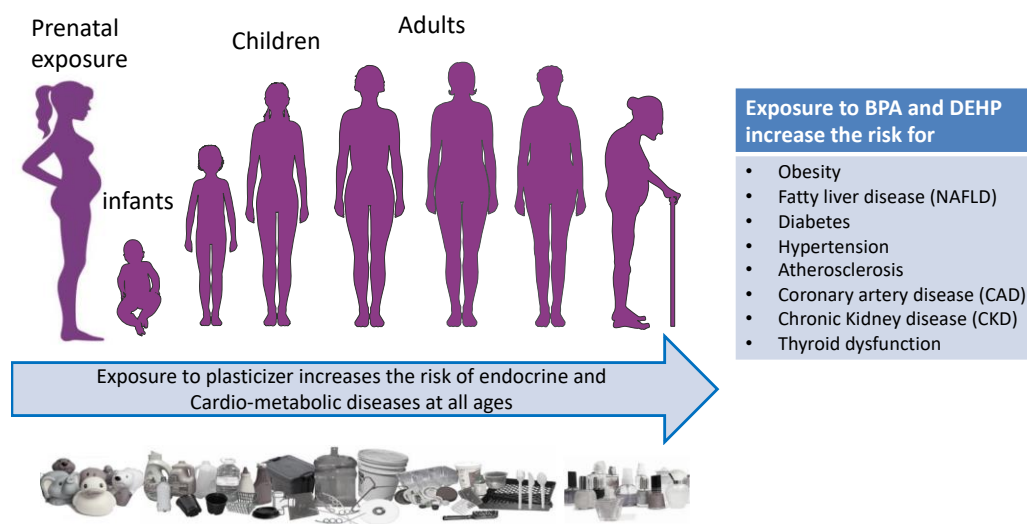 Prenatal
exposure
Children
Adults
infants
Exposure to BPA and DEHP
increase the risk for
• Obesity
• Fatty liver disease (NAFLD)
• Diabetes
• Hypertension
• Atherosclerosis
• Coronary artery disease (CAD)
• Chronic Kidney disease (CKD)
• Thyroid dysfunction
Exposure to plasticizer increases the risk of endocrine and
Cardio-metabolic diseases at all ages